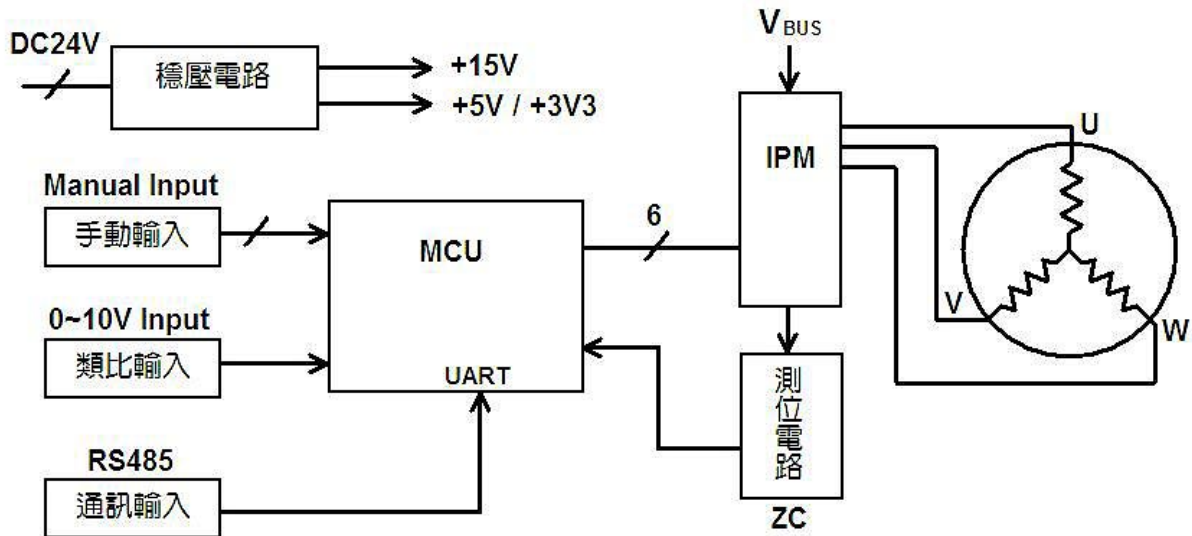 DC24V
穩壓電路
+15V
+5V / +3V3
VBUS
IPM
U
V
W
Manual Input
手動輸入
MCU
6
0~10V Input
類比輸入
UART
測位電路
ZC
RS485
通訊輸入